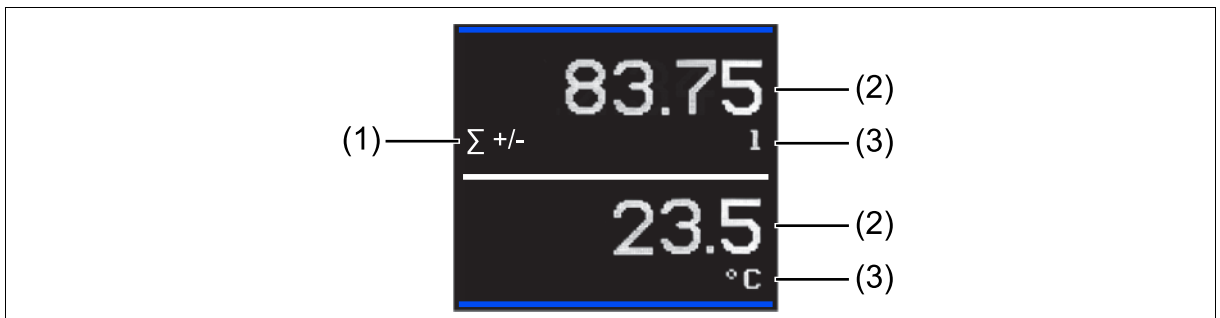 83.75 (2)
(1) ∑ +/- l (3)
23.5 (2)
°C (3)